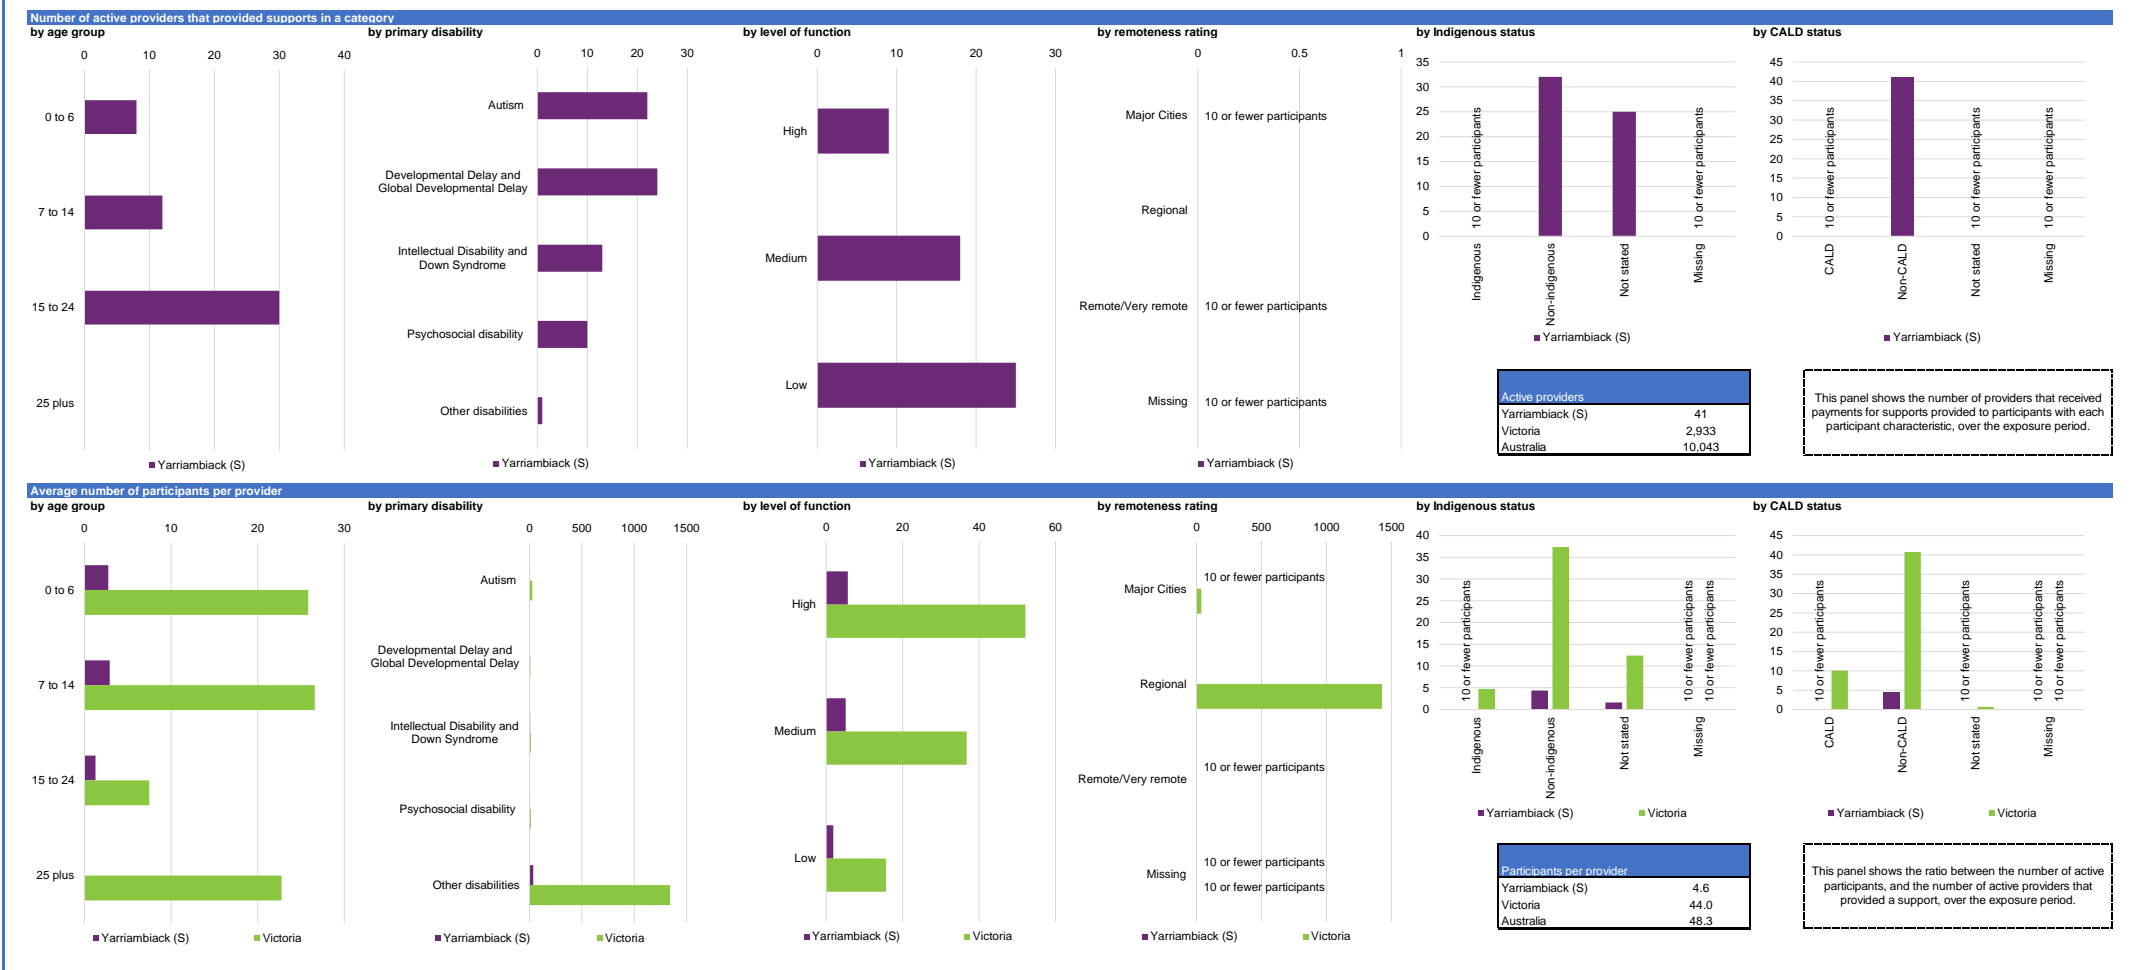 Number of active providers that provided supports in a category
by age group
0 10 20 30 40
0 to 6
7 to 14
15 to 24
25 plus
Yarriambiack (S)
by primary disability
0 10 20 30
Autism
Developmental Delay and
Global Developmental Delay
Intellectual Disability and
Down Syndrome
Psychosocial disability
Other disabilities
Yarriambiack (S)
by level of function
0 10 20 30
High
Medium
Low
Yarriambiack (S)
by remoteness rating
0 0.5 1
Major Cities 10 or fewer participants
Regional
Remote/Very remote 10 or fewer participants
Missing 10 or fewer participants
Yarriambiack (S)
by Indigenous status
35
30
25
20
15
10
5
0
10 or fewer participants
10 or fewer participants
Indigenous
Non-indigenous
Not stated
Missing
Yarriambiack (S)
by CALD status
45
40
35
30
25
20
15
10
5
0
10 or fewer participants
10 or fewer participants
10 or fewer participants
CALD
Non-CALD
Not stated
Missing
Yarriambiack (S)
Active providers
Yarriambiack (S) 41
Victoria 2,933
Australia 10,043
This panel shows the number of providers that received
payments for supports provided to participants with each
participant characteristic, over the exposure period.
Average number of participants per provider
by age group
0 10 20 30
0 to 6
7 to 14
15 to 24
25 plus
Yarriambiack (S) Victoria
by primary disability
0 500 1000 1500
Autism
Developmental Delay and
Global Developmental Delay
Intellectual Disability and
Down Syndrome
Psychosocial disability
Other disabilities
Yarriambiack (S) Victoria
by level of function
0 20 40 60
High
Medium
Low
Yarriambiack (S) Victoria
by remoteness rating
0 500 1000 1500
10 or fewer participants
Major Cities
Regional
10 or fewer participants
Remote/Very remote
10 or fewer participants
Missing
10 or fewer participants
Yarriambiack (S) Victoria
by Indigenous status
40
35
30
25
20
15
10
5
0
10 or fewer participants
10 or fewer participants
10 or fewer participants
Indigenous
Non-indigenous
Not stated
Missing
Yarriambiack (S) Victoria
by CALD status
45
40
35
30
25
20
15
10
5
0
10 or fewer participants
10 or fewer participants
10 or fewer participants
10 or fewer participants
CALD
Non-CALD
Not stated
Missing
Yarriambiack (S) Victoria
Participants per provider
Yarriambiack (S) 4.6
Victoria 44.0
Australia 48.3
This panel shows the ratio between the number of active
participants, and the number of active providers that
provided a support, over the exposure period.